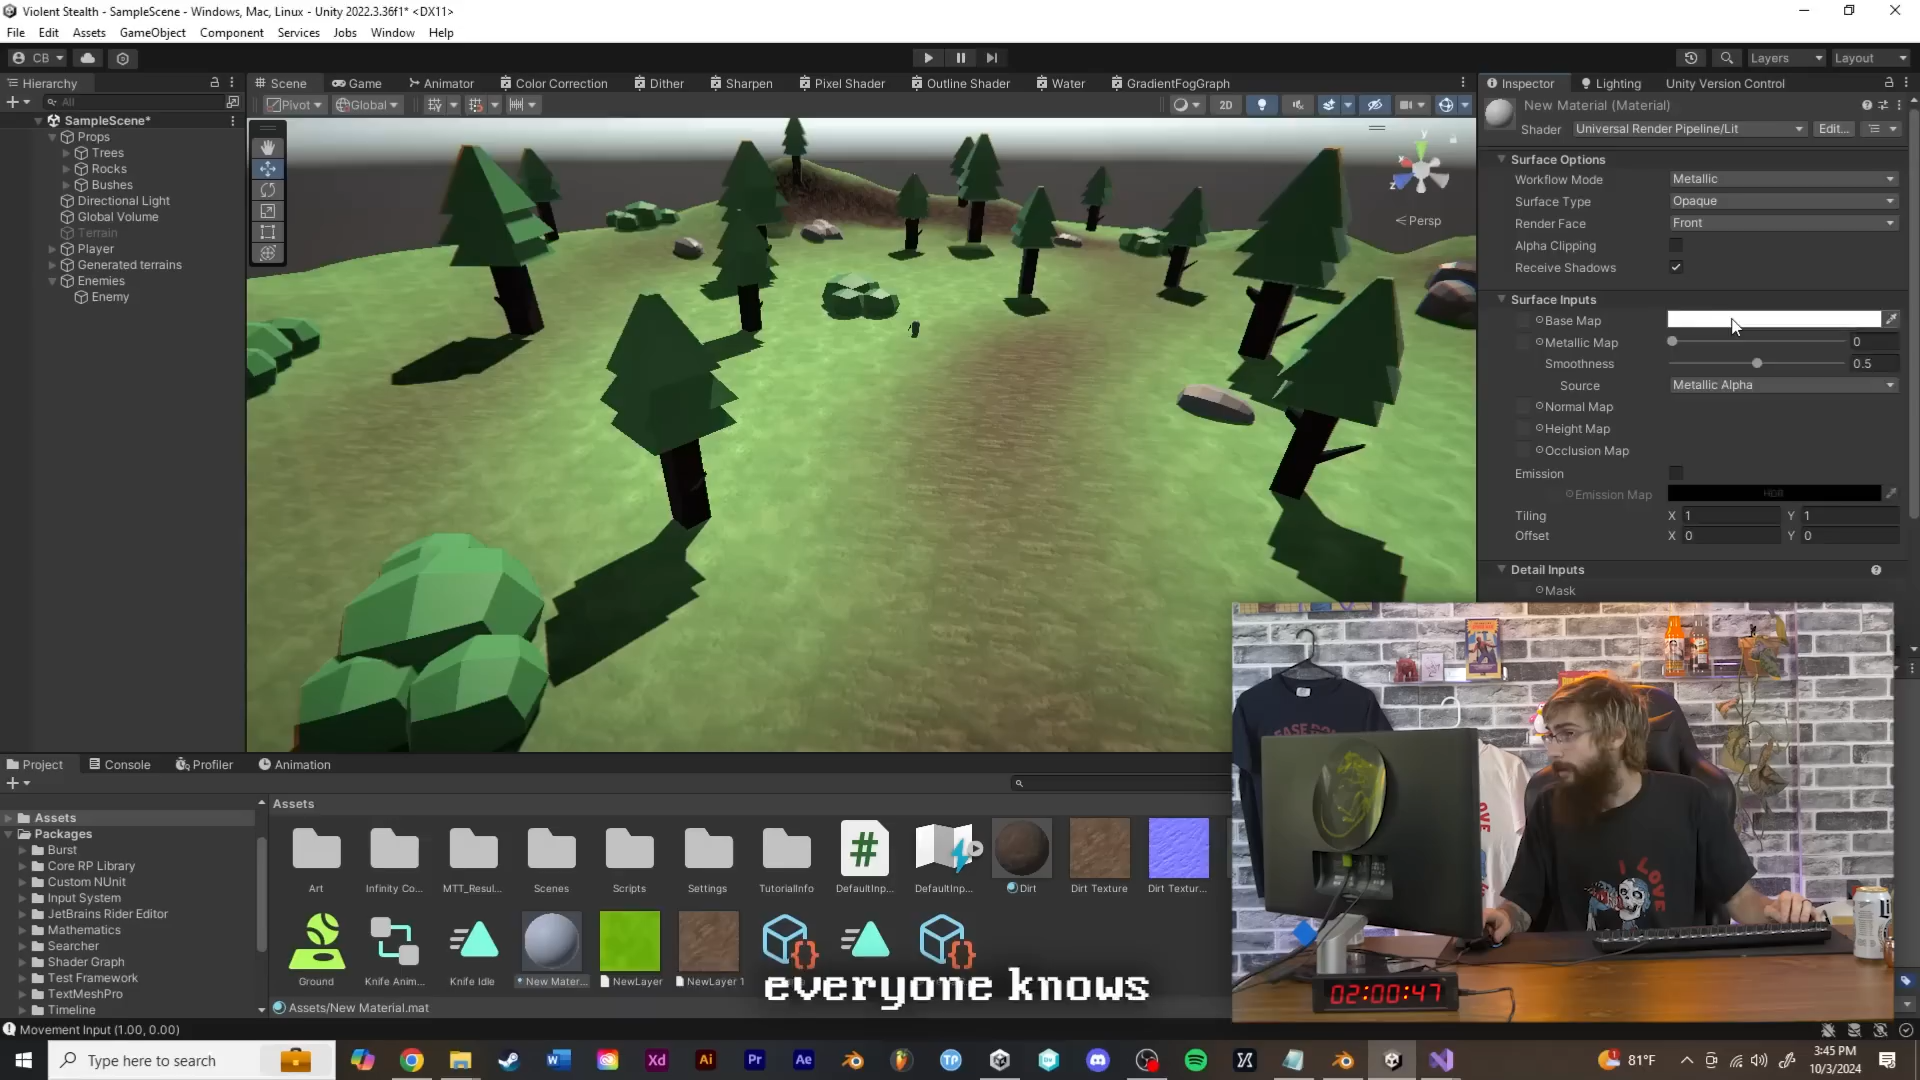 Violent Stealth - SampleScene - Windows, Mac, Linux - Unity 2022.3.36f1* <DX11>
File Edit Assets GameObject Component Services Jobs Window Help
CB
Layers
Layout
Hierarchy
All
SampleScene*
Props
Trees
Rocks
Bushes
Directional Light
Global Volume
Terrain
Player
Generated terrains
Enemies
Enemy
Scene Game Animator Color Correction Dither Sharpen Pixel Shader Outline Shader Water GradientFogGraph
Pivot Global
2D
y
x
z
Persp
Inspector Lighting Unity Version Control
New Material (Material)
Shader Universal Render Pipeline/Lit Edit...
Surface Options
Workflow Mode Metallic
Surface Type Opaque
Render Face Front
Alpha Clipping
Receive Shadows
Surface Inputs
Base Map
Metallic Map 0
Smoothness 0.5
Source Metallic Alpha
Normal Map
Height Map
Occlusion Map
Emission
Emission Map HDR
Tiling X 1 Y 1
Offset X 0 Y 0
Detail Inputs
Mask
Project Console Profiler Animation
Assets
Packages
Burst
Core RP Library
Custom NUnit
Input System
JetBrains Rider Editor
Mathematics
Searcher
Shader Graph
Test Framework
TextMeshPro
Timeline
Assets
Art Infinity Co... MTT_Resul... Scenes Scripts Settings TutorialInfo DefaultInp... DefaultInp... Dirt Dirt Texture Dirt Textur...
Ground Knife Anim... Knife Idle New Mater... NewLayer NewLayer 1
Assets/New Material.mat
everyone knows
I LOVE
02:00:47
Movement Input (1.00, 0.00)
Type here to search
81°F
3:45 PM
10/3/2024